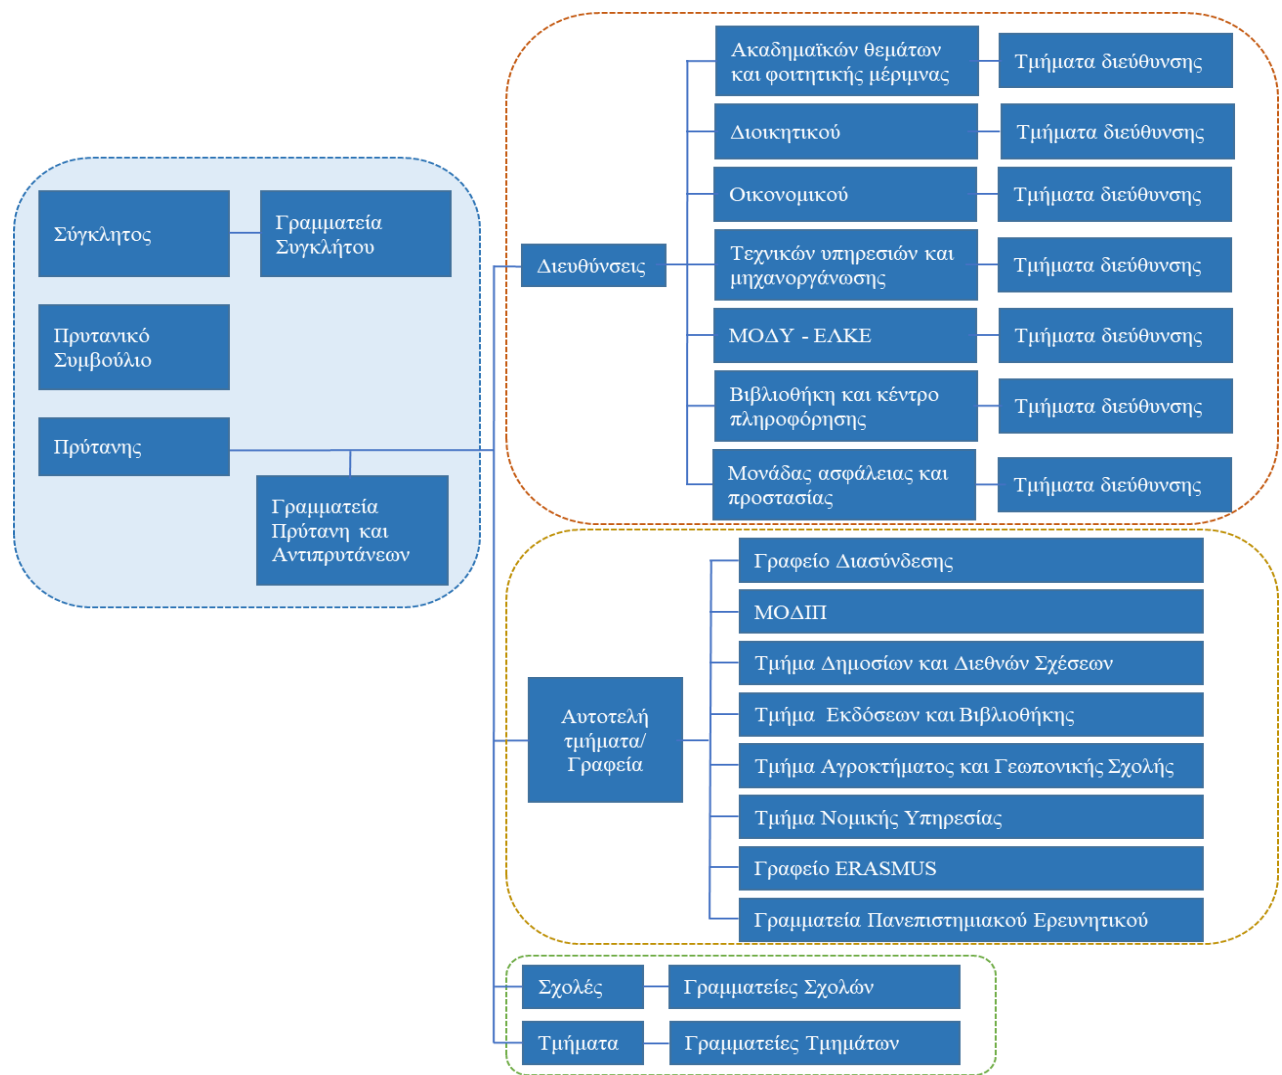 Σύγκλητος
Γραμματεία
Συγκλήτου
Πρυτανικό
Συμβούλιο
Πρύτανης
Γραμματεία
Πρύτανη και
Αντιπρυτάνεων
Διευθύνσεις
Ακαδημαϊκών θεμάτων
και φοιτητικής μέριμνας
Τμήματα διεύθυνσης
Διοικητικού
Τμήματα διεύθυνσης
Οικονομικού
Τμήματα διεύθυνσης
Τεχνικών υπηρεσιών και
μηχανοργάνωσης
Τμήματα διεύθυνσης
ΜΟΔΥ - ΕΛΚΕ
Τμήματα διεύθυνσης
Βιβλιοθήκη και κέντρο
πληροφόρησης
Τμήματα διεύθυνσης
Μονάδας ασφάλειας και
προστασίας
Τμήματα διεύθυνσης
Αυτοτελή
τμήματα/
Γραφεία
Γραφείο Διασύνδεσης
ΜΟΔΙΠ
Τμήμα Δημοσίων και Διεθνών Σχέσεων
Τμήμα Εκδόσεων και Βιβλιοθήκης
Τμήμα Αγροκτήματος και Γεωπονικής Σχολής
Τμήμα Νομικής Υπηρεσίας
Γραφείο ERASMUS
Γραμματεία Πανεπιστημιακού Ερευνητικού
Σχολές
Γραμματείες Σχολών
Τμήματα
Γραμματείες Τμημάτων